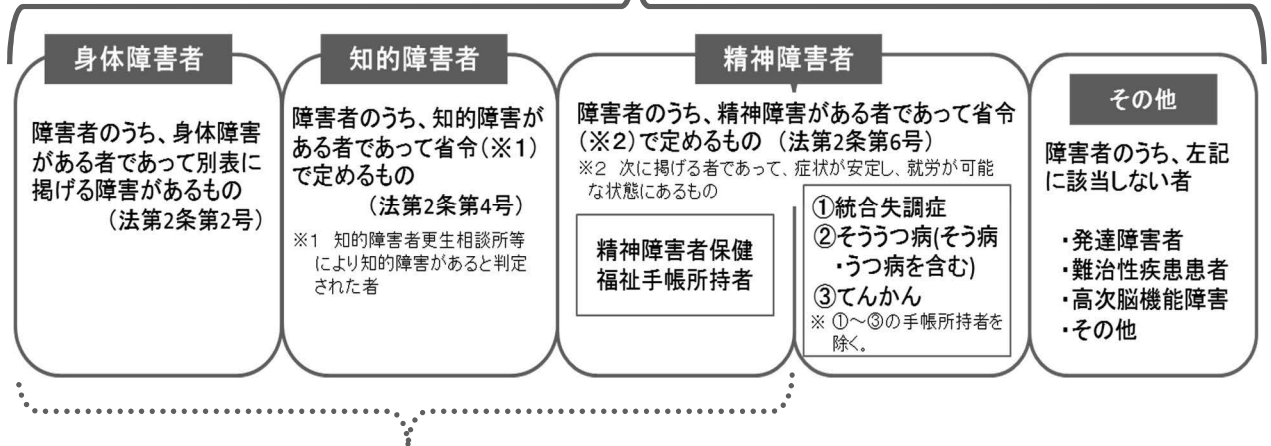 身体障害者
障害者のうち、身体障害
がある者であって別表に
掲げる障害があるもの
（法第2条第2号）
知的障害者
障害者のうち、知的障害が
ある者であって省令（※1）
で定めるもの
（法第2条第4号）
※1 知的障害者更生相談所等
により知的障害があると判定
された者
精神障害者
障害者のうち、精神障害がある者であって省令
（※2）で定めるもの （法第2条第6号）
※2 次に掲げる者であって、症状が安定し、就労が可能
な状態にあるもの
精神障害者保健
福祉手帳所持者
①統合失調症
②そううつ病(そう病
・うつ病を含む)
③てんかん
※ ①～③の手帳所持者を
除く。
その他
障害者のうち、左記
に該当しない者
・発達障害者
・難治性疾患患者
・高次脳機能障害
・その他